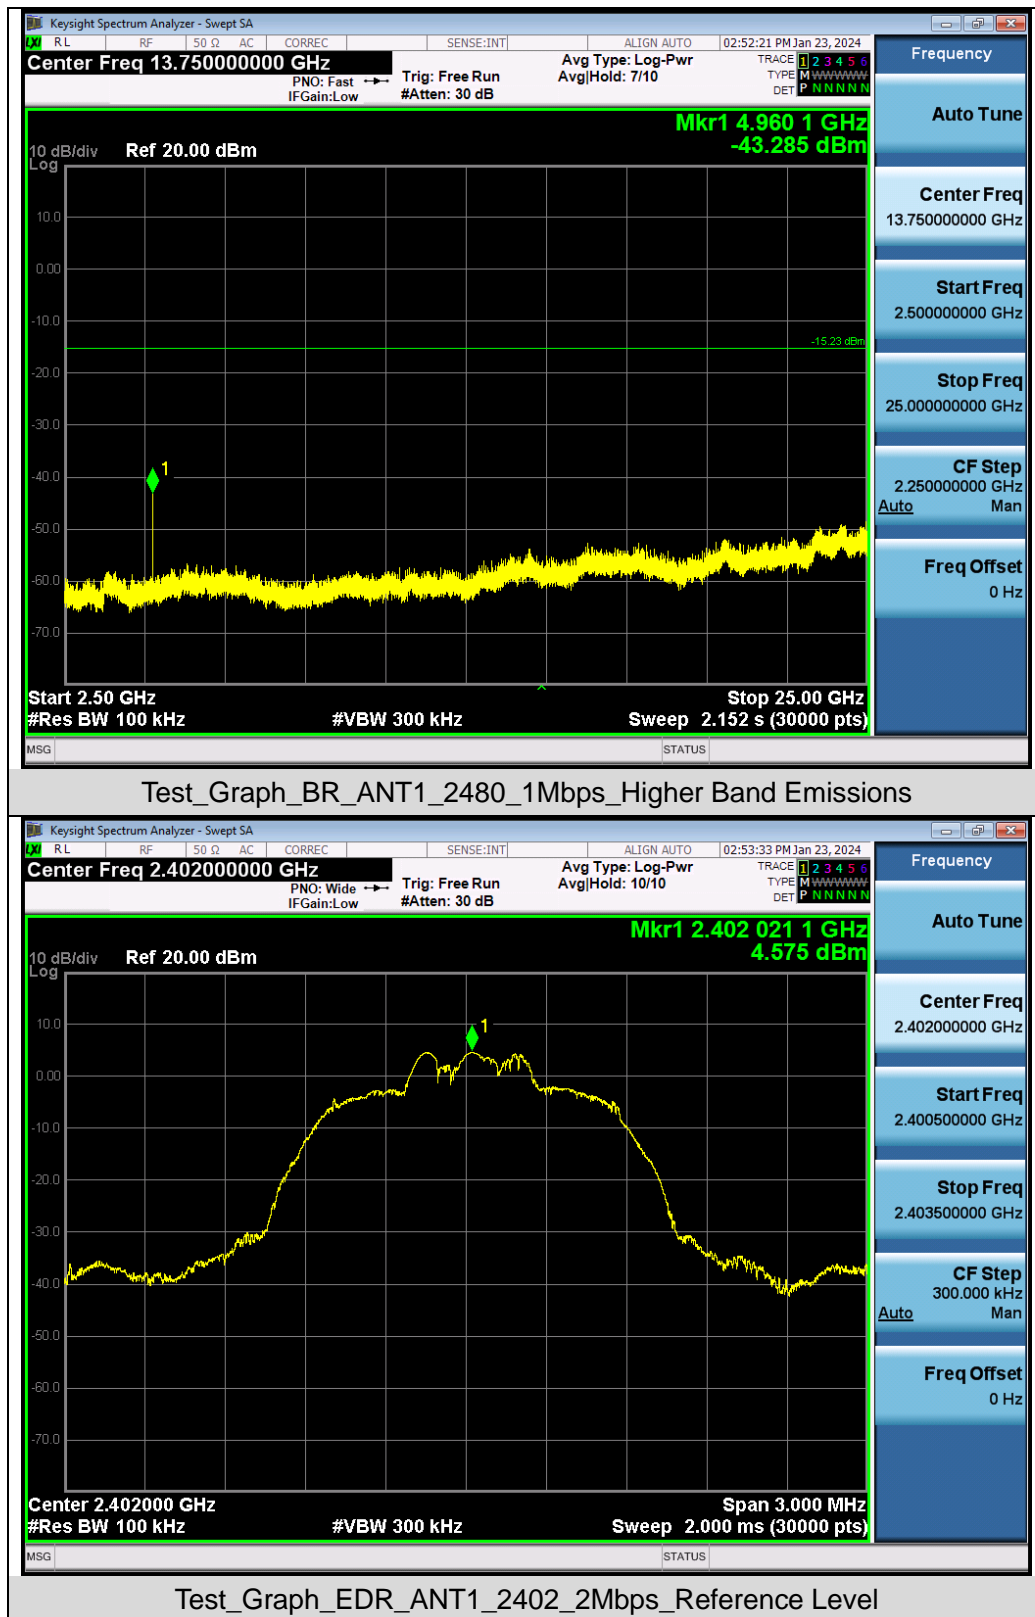 Keysight Spectrum Analyzer - Swept SA
LXI RL RF 50 Ω AC CORREC SENSE:INT ALIGN AUTO 02:52:21 PM Jan 23, 2024
Center Freq 13.750000000 GHz
PNO: Fast
IFGain:Low
Trig: Free Run
#Atten: 30 dB
Avg Type: Log-Pwr
Avg|Hold: 7/10
TRACE 1 2 3 4 5 6
TYPE M WWWWW
DET P N N N N N
Mkr1 4.960 1 GHz
-43.285 dBm
10 dB/div Ref 20.00 dBm
Log
10.0
0.00
-10.0
-15.23 dBm
-20.0
-30.0
-40.0
1
-50.0
-60.0
-70.0
Start 2.50 GHz Stop 25.00 GHz
#Res BW 100 kHz #VBW 300 kHz Sweep 2.152 s (30000 pts)
MSG STATUS
Frequency
Auto Tune
Center Freq
13.750000000 GHz
Start Freq
2.500000000 GHz
Stop Freq
25.000000000 GHz
CF Step
2.250000000 GHz
Auto Man
Freq Offset
0 Hz
Test_Graph_BR_ANT1_2480_1Mbps_Higher Band Emissions
Keysight Spectrum Analyzer - Swept SA
LXI RL RF 50 Ω AC CORREC SENSE:INT ALIGN AUTO 02:53:33 PM Jan 23, 2024
Center Freq 2.402000000 GHz
PNO: Wide
IFGain:Low
Trig: Free Run
#Atten: 30 dB
Avg Type: Log-Pwr
Avg|Hold: 10/10
TRACE 1 2 3 4 5 6
TYPE M WWWWW
DET P N N N N N
Mkr1 2.402 021 1 GHz
4.575 dBm
10 dB/div Ref 20.00 dBm
Log
10.0
1
0.00
-10.0
-20.0
-30.0
-40.0
-50.0
-60.0
-70.0
Center 2.402000 GHz Span 3.000 MHz
#Res BW 100 kHz #VBW 300 kHz Sweep 2.000 ms (30000 pts)
MSG STATUS
Frequency
Auto Tune
Center Freq
2.402000000 GHz
Start Freq
2.400500000 GHz
Stop Freq
2.403500000 GHz
CF Step
300.000 kHz
Auto Man
Freq Offset
0 Hz
Test_Graph_EDR_ANT1_2402_2Mbps_Reference Level